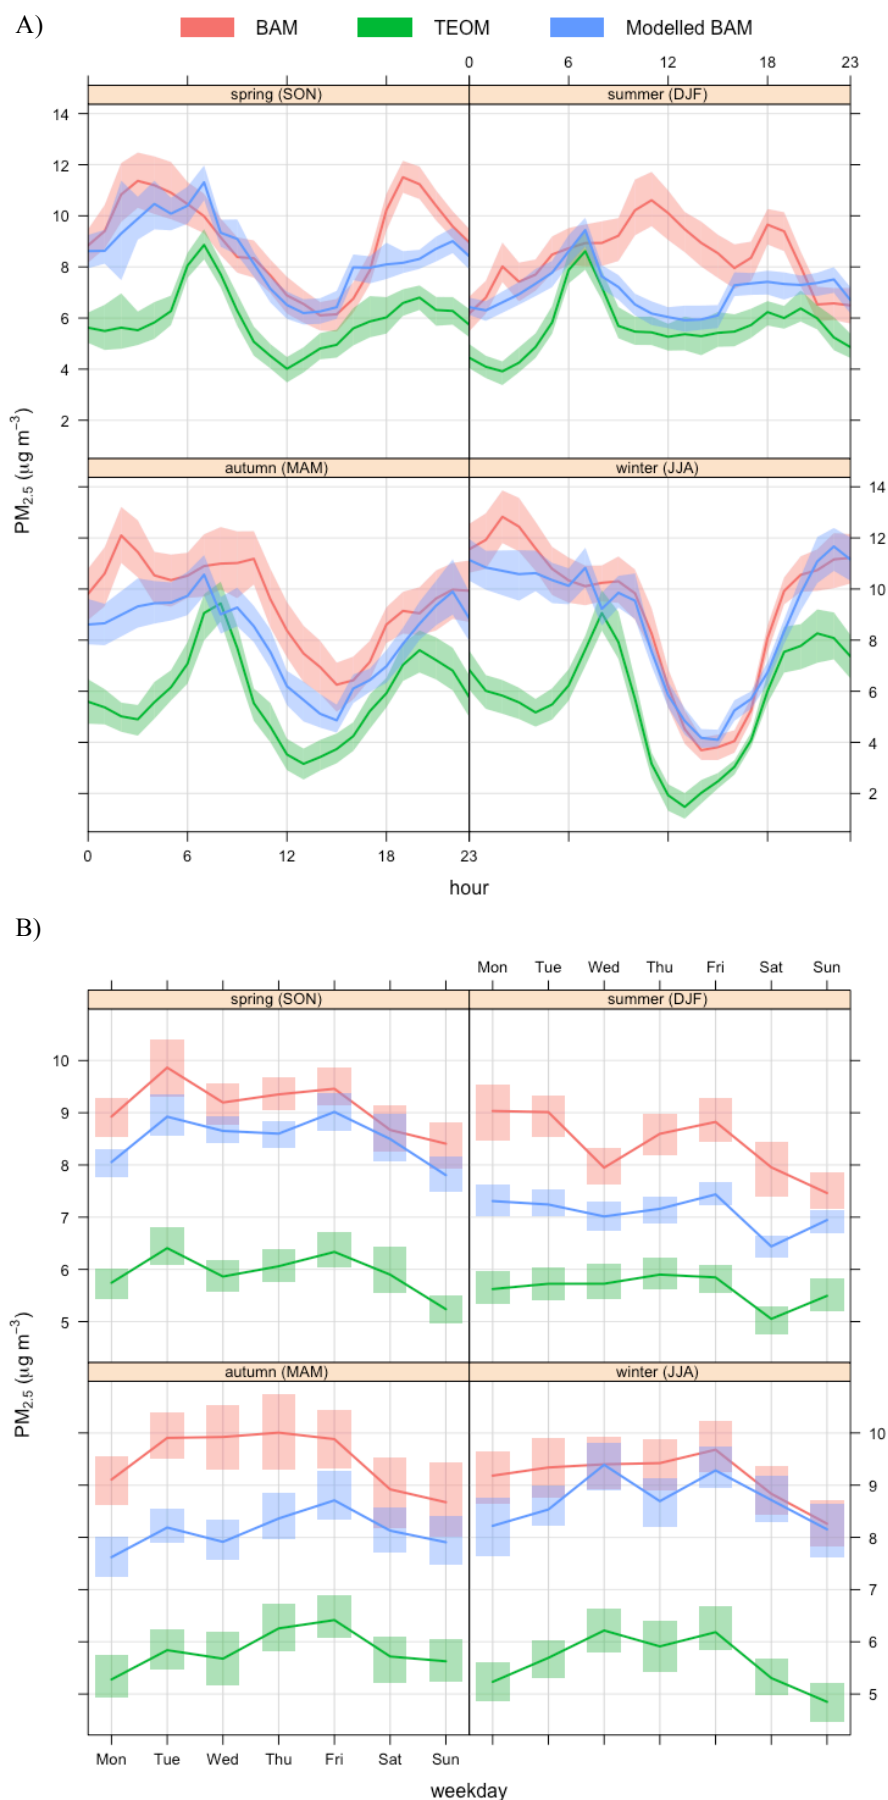 A)
BAM TEOM Modelled BAM
0 6 12 18 23
spring (SON) summer (DJF)
14
12
10
8
6
4
2
autumn (MAM) winter (JJA)
14
12
10
8
6
4
2
PM2.5 (µg m−3)
0 6 12 18 23
hour
B)
Mon Tue Wed Thu Fri Sat Sun
spring (SON) summer (DJF)
10
9
8
7
6
5
autumn (MAM) winter (JJA)
10
9
8
7
6
5
PM2.5 (µg m−3)
Mon Tue Wed Thu Fri Sat Sun
weekday